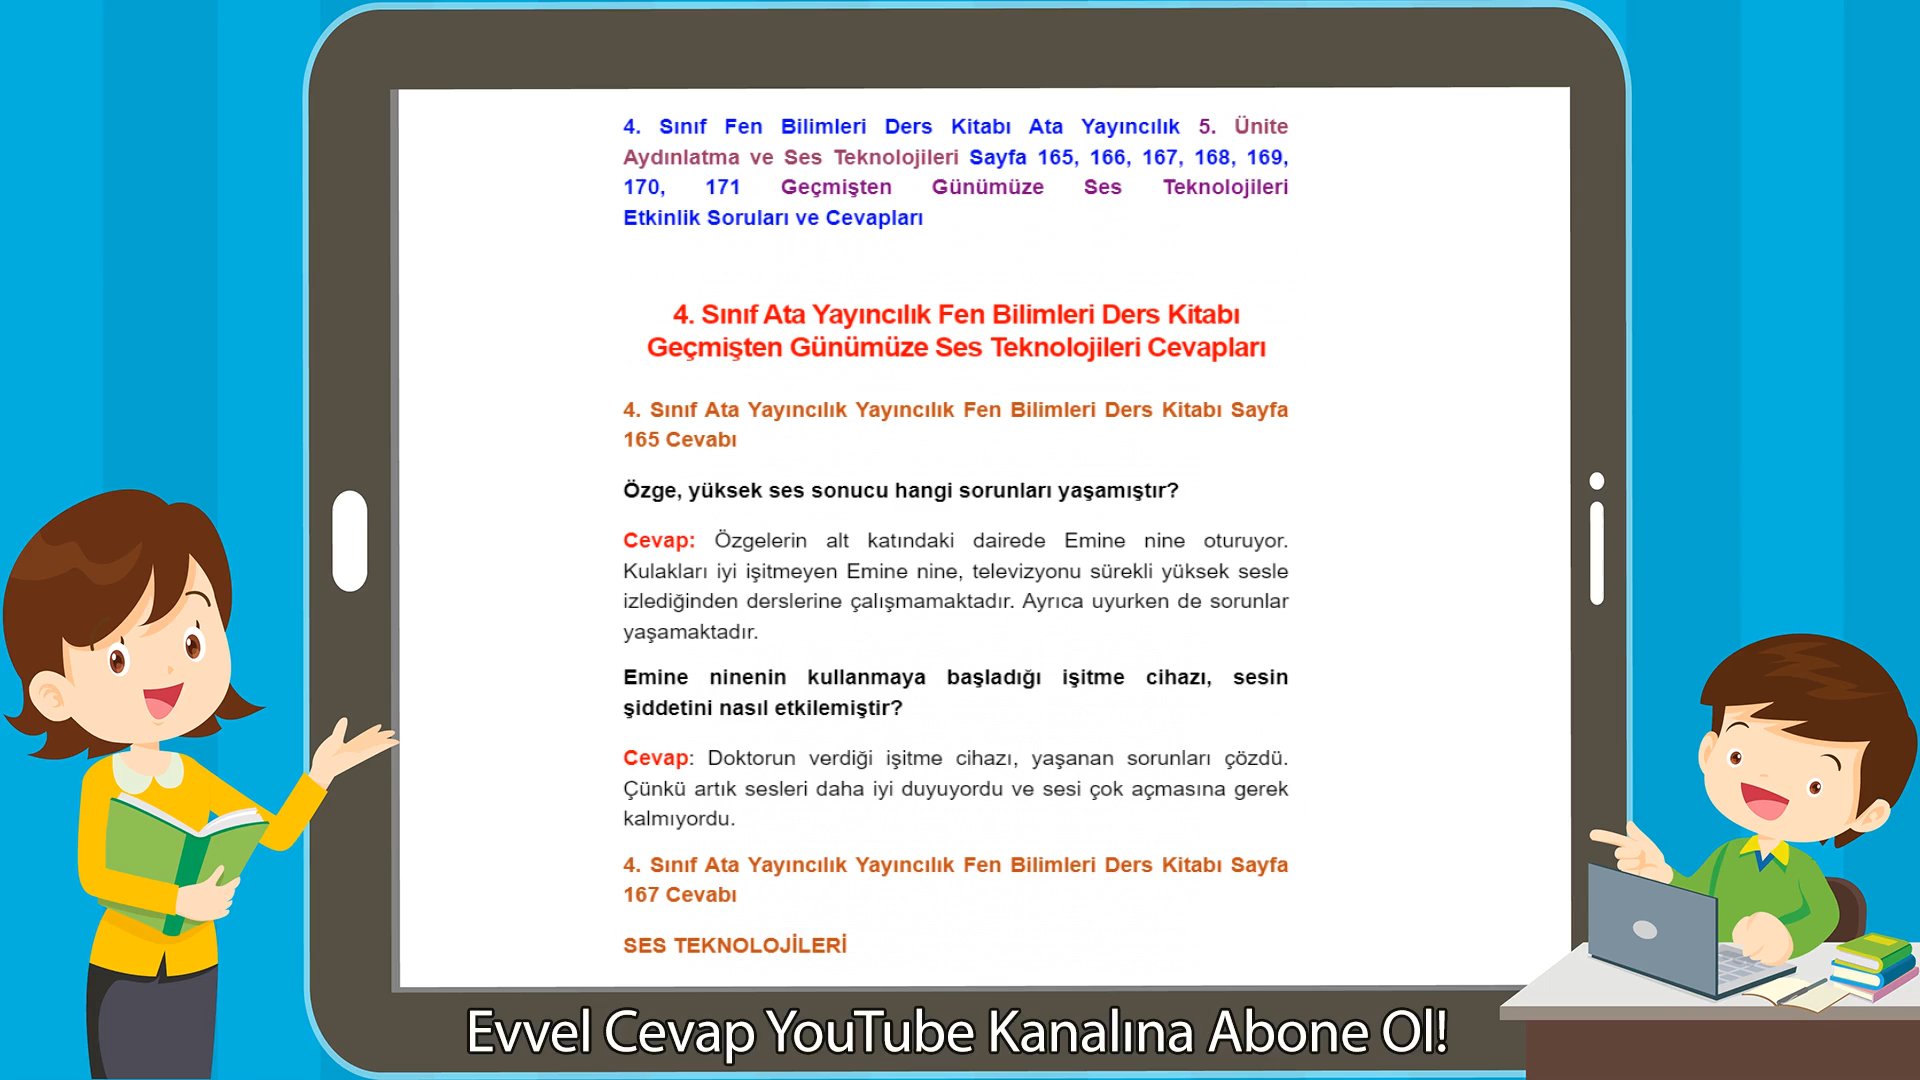 4. Sınıf Fen Bilimleri Ders Kitabı Ata Yayıncılık 5. Ünite
Aydınlatma ve Ses Teknolojileri Sayfa 165, 166, 167, 168, 169,
170, 171 Geçmişten Günümüze Ses Teknolojileri
Etkinlik Soruları ve Cevapları
4. Sınıf Ata Yayıncılık Fen Bilimleri Ders Kitabı
Geçmişten Günümüze Ses Teknolojileri Cevapları
4. Sınıf Ata Yayıncılık Yayıncılık Fen Bilimleri Ders Kitabı Sayfa
165 Cevabı
Özge, yüksek ses sonucu hangi sorunları yaşamıştır?
Cevap: Özgelerin alt katındaki dairede Emine nine oturuyor.
Kulakları iyi işitmeyen Emine nine, televizyonu sürekli yüksek sesle
izlediğinden derslerine çalışmamaktadır. Ayrıca uyurken de sorunlar
yaşamaktadır.
Emine ninenin kullanmaya başladığı işitme cihazı, sesin
şiddetini nasıl etkilemiştir?
Cevap: Doktorun verdiği işitme cihazı, yaşanan sorunları çözdü.
Çünkü artık sesleri daha iyi duyuyordu ve sesi çok açmasına gerek
kalmıyordu.
4. Sınıf Ata Yayıncılık Yayıncılık Fen Bilimleri Ders Kitabı Sayfa
167 Cevabı
SES TEKNOLOJİLERİ
Evvel Cevap YouTube Kanalına Abone Ol!